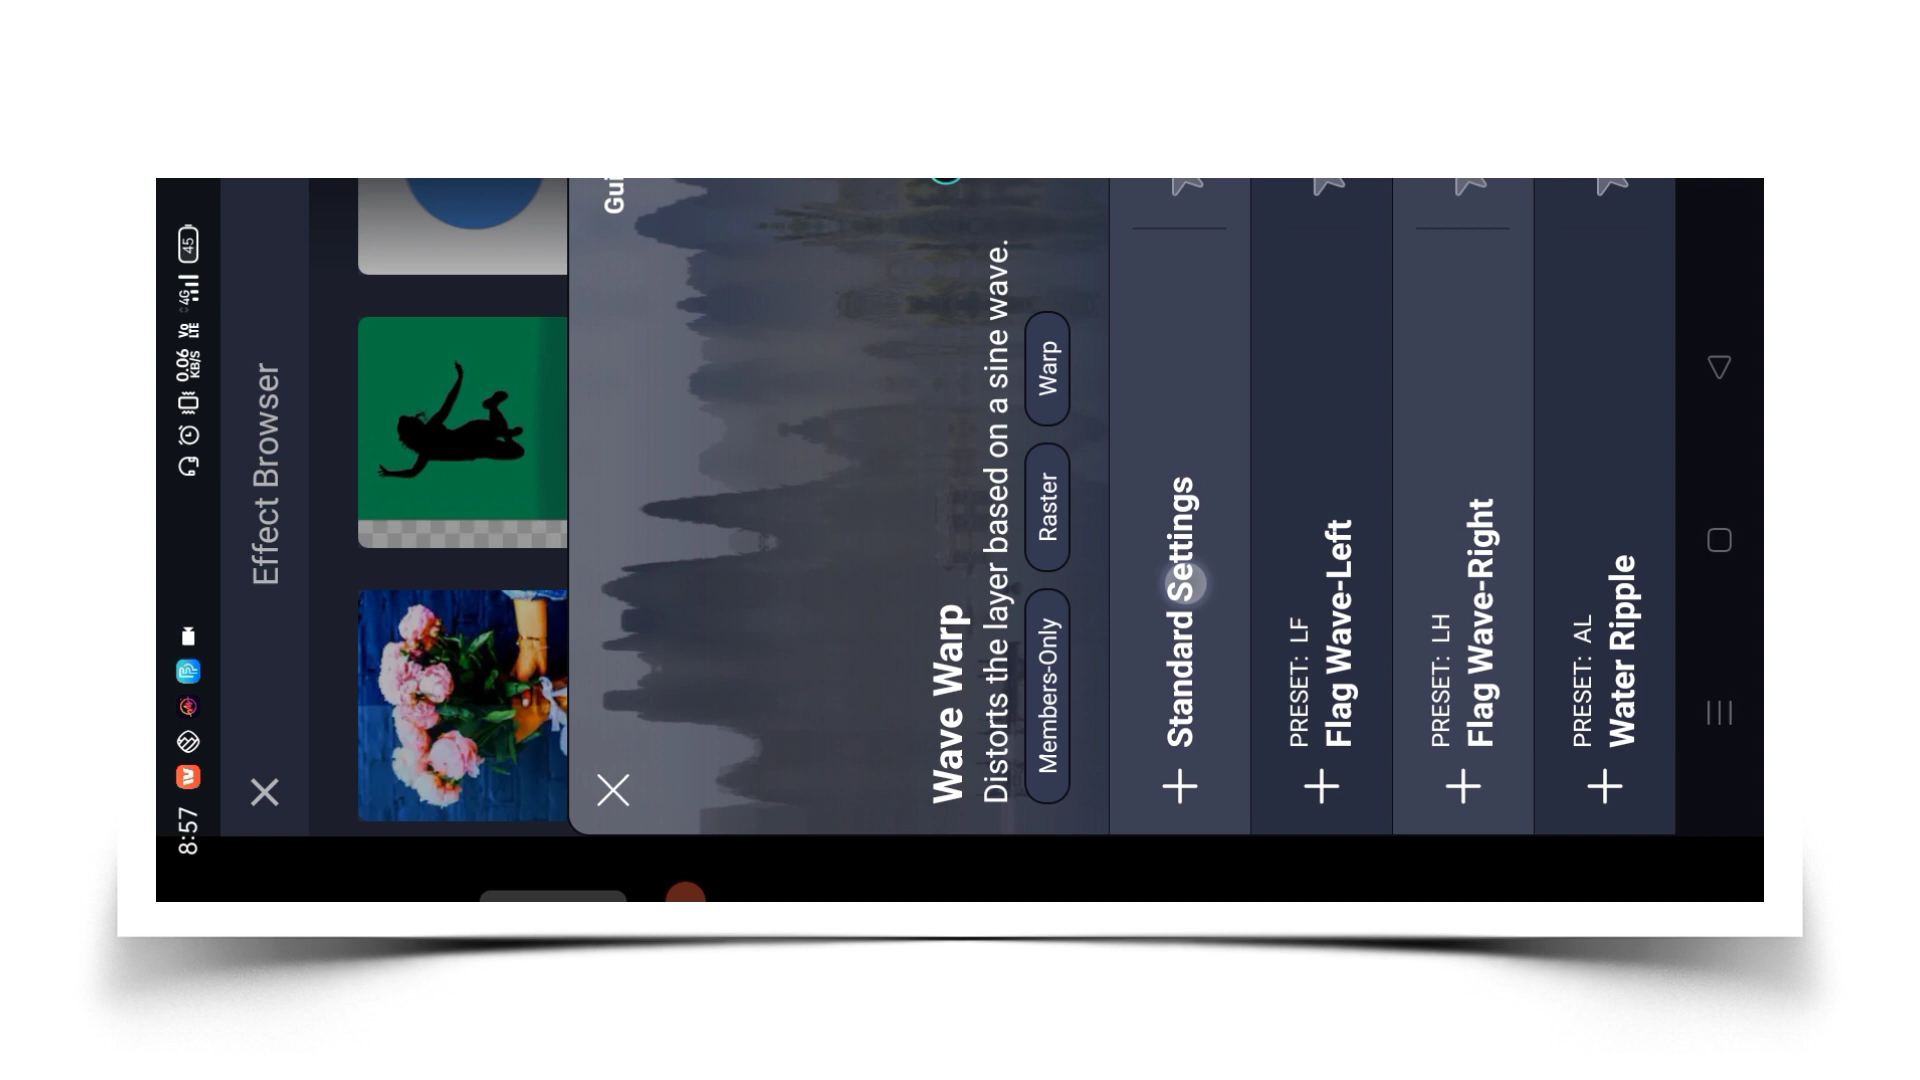 8:57
0.06
KB/S
Vo
LTE
4G
45
Effect Browser
Gui
Wave Warp
Distorts the layer based on a sine wave.
Members-Only
Raster
Warp
Standard Settings
PRESET: LF
Flag Wave-Left
PRESET: LH
Flag Wave-Right
PRESET: AL
Water Ripple